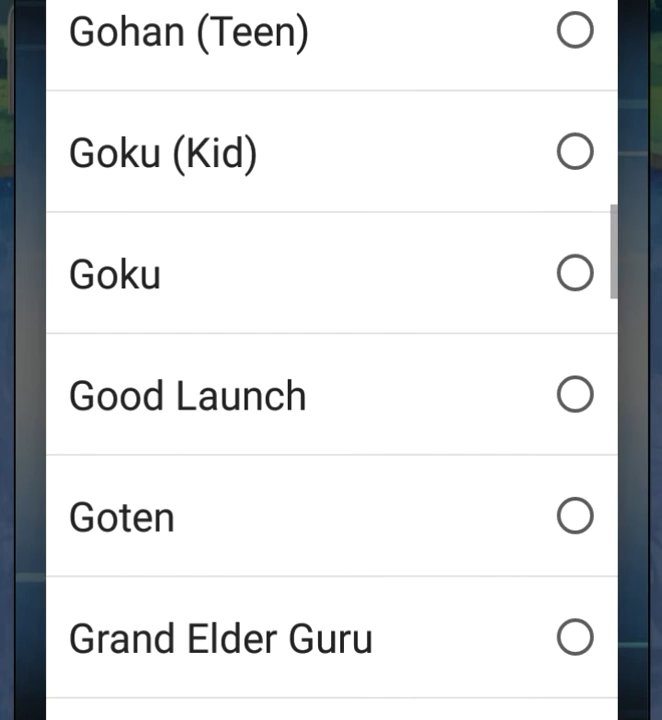 Gohan (Teen)
Goku (Kid)
Goku
Good Launch
Goten
Grand Elder Guru